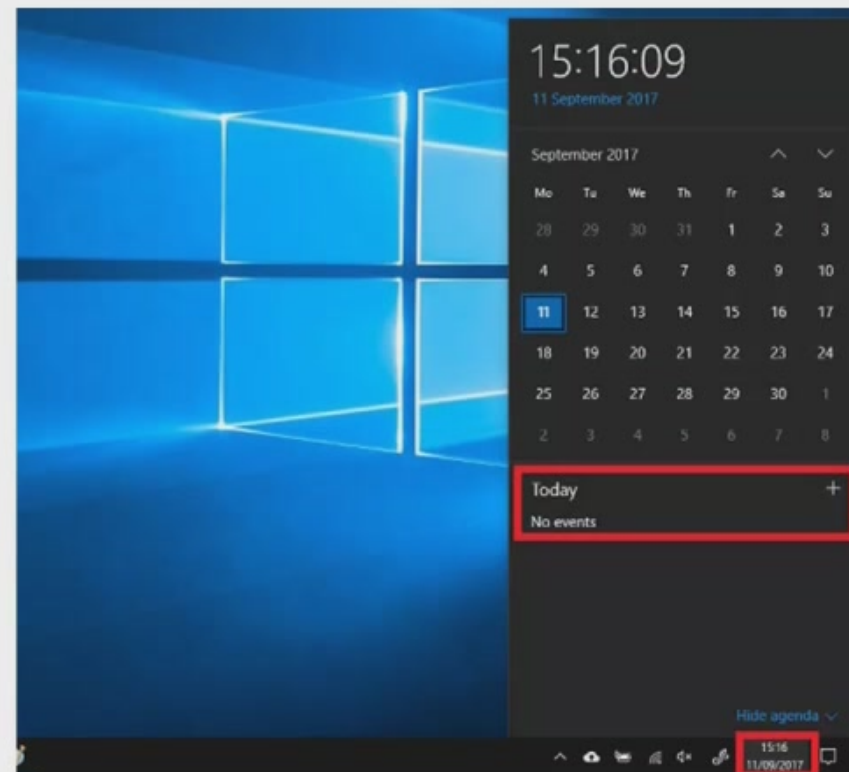 15:16:09
11 September 2017
September 2017
Mo Tu We Th Fr Sa Su
28 29 30 31 1 2 3
4 5 6 7 8 9 10
11 12 13 14 15 16 17
18 19 20 21 22 23 24
25 26 27 28 29 30 1
2 3 4 5 6 7 8
Today +
No events
Hide agenda
15:16
11/09/2017